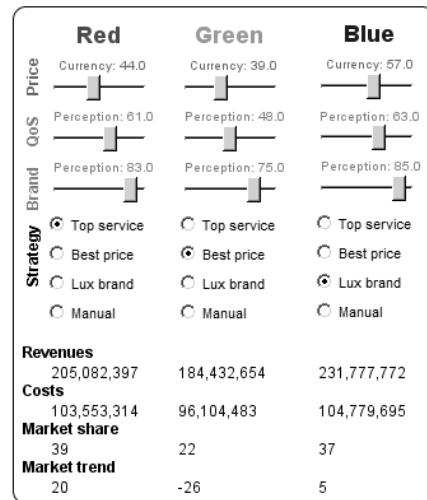 Red Green Blue
Price
Currency: 44.0 Currency: 39.0 Currency: 57.0
QoS
Perception: 61.0 Perception: 48.0 Perception: 63.0
Brand
Perception: 83.0 Perception: 75.0 Perception: 85.0
Strategy
Top service Top service Top service
Best price Best price Best price
Lux brand Lux brand Lux brand
Manual Manual Manual
Revenues
205,082,397 184,432,654 231,777,772
Costs
103,553,314 96,104,483 104,779,695
Market share
39 22 37
Market trend
20 -26 5